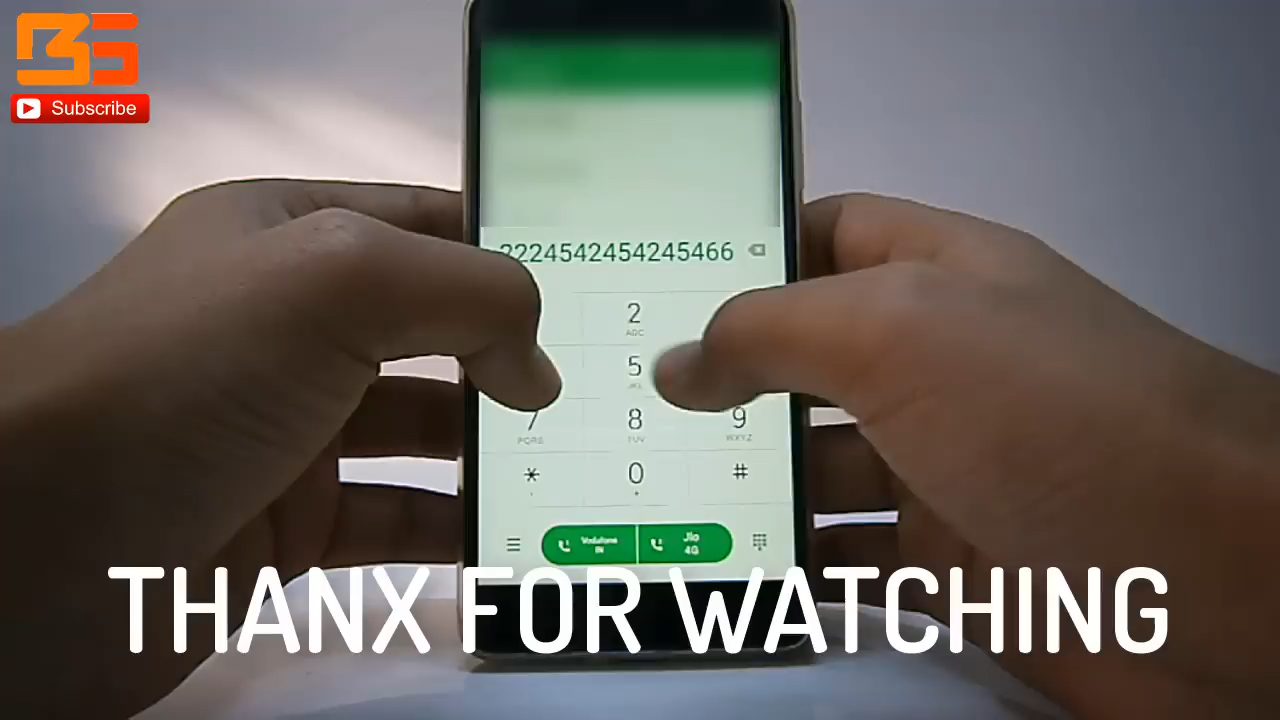 BG
Subscribe
2224542454245466
2
ABC
5
JKL
7
8
9
PQRS
TUV
WXYZ
*
0
#
+
Vodafone
IN
Jio
4G
THANX FOR WATCHING